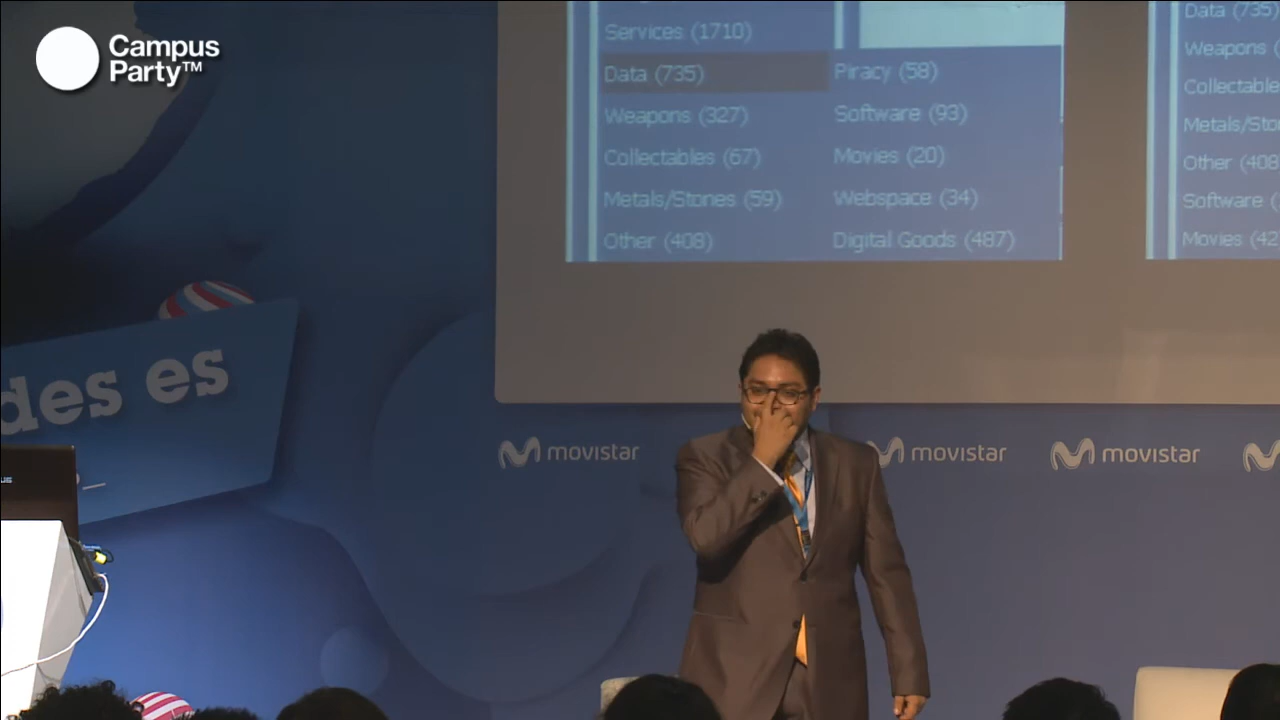 Campus
Party™
Services (1710)
Data (735)
Weapons (327)
Collectables (67)
Metals/Stones (59)
Other (408)
Piracy (58)
Software (93)
Movies (20)
Webspace (34)
Digital Goods (487)
Data (735)
Weapons (
Collectable
Metals/Sto
Other (408
Software (
Movies (42
des es
movistar
movistar
movistar